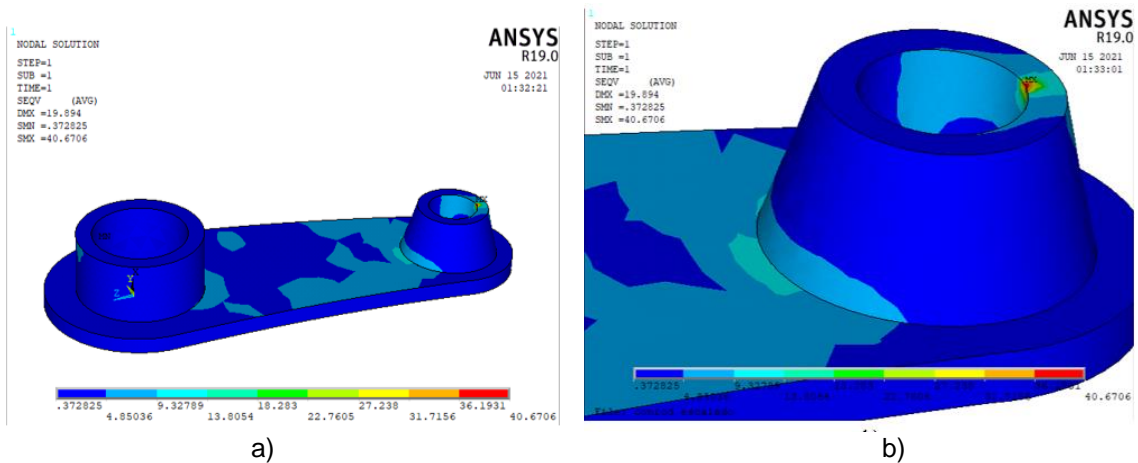 1
NODAL SOLUTION
STEP=1
SUB =1
TIME=1
SEQV (AVG)
DMX =19.894
SMN =.372825
SMX =40.6706
ANSYS
R19.0
JUN 15 2021
01:32:21
MX
MN
Y
Z
.372825 9.32789 18.283 27.238 36.1931
4.85036 13.8054 22.7605 31.7156 40.6706
a)
1
NODAL SOLUTION
STEP=1
SUB =1
TIME=1
SEQV (AVG)
DMX =19.894
SMN =.372825
SMX =40.6706
ANSYS
R19.0
JUN 15 2021
01:33:01
MX
.372825
40.6706
b)